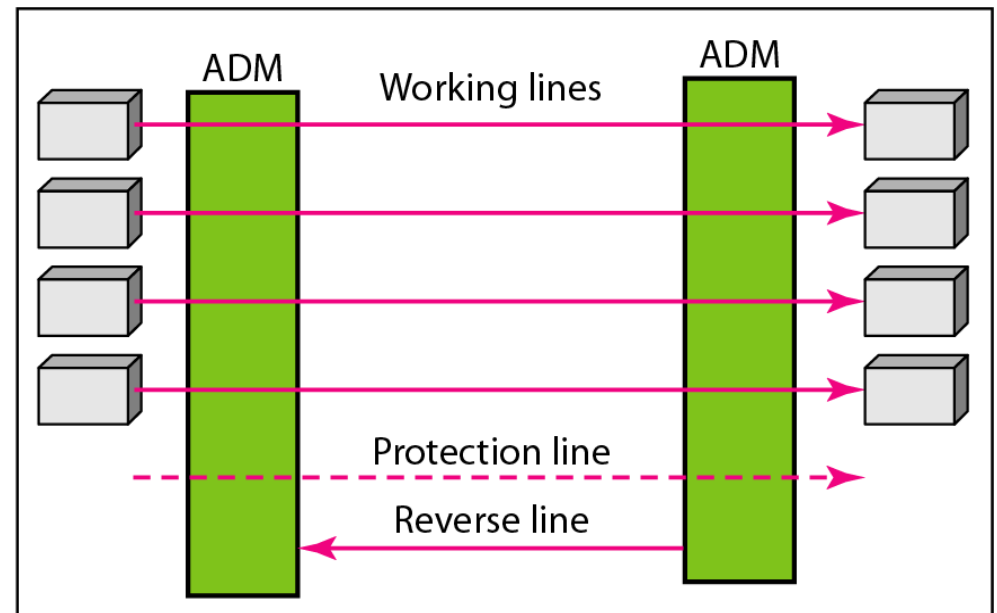 ADM
ADM
Working lines
Protection line
Reverse line